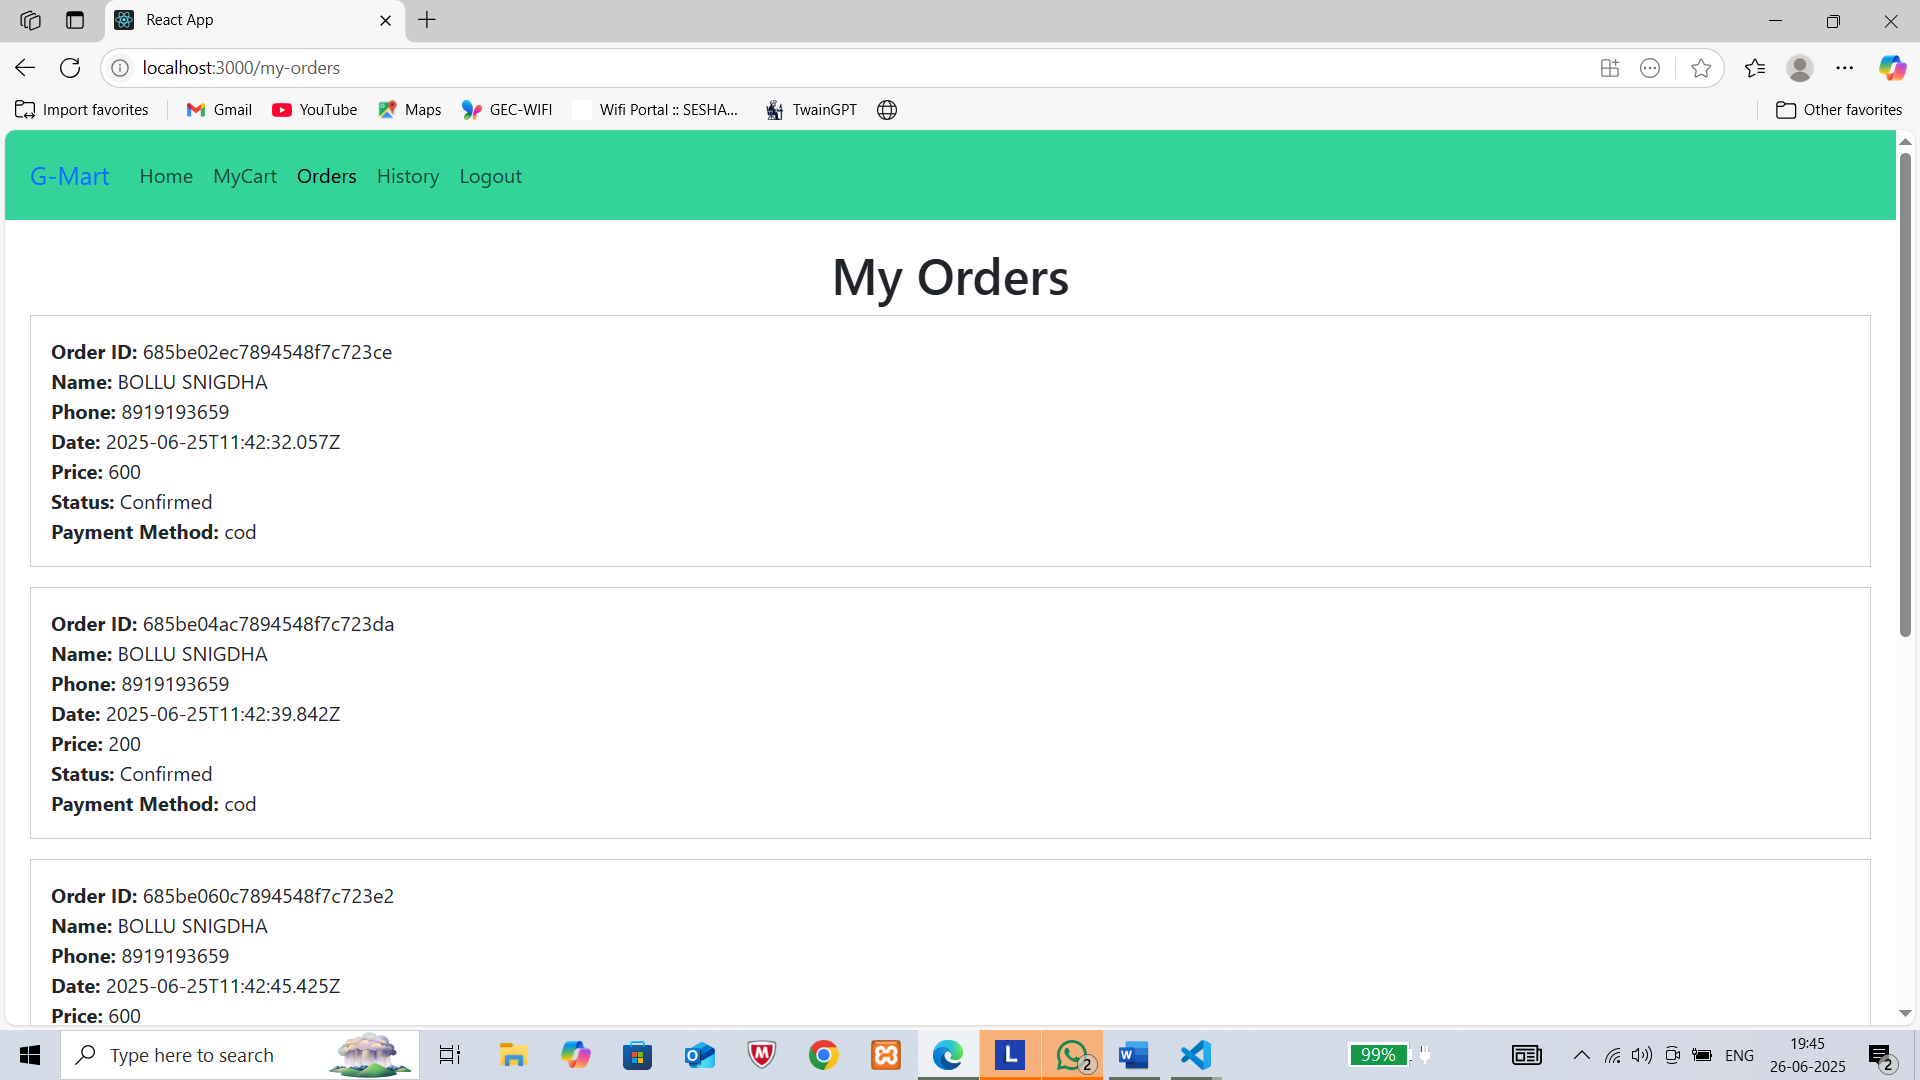 React App
localhost:3000/my-orders
Import favorites
Gmail
YouTube
Maps
GEC-WIFI
Wifi Portal :: SESHA...
TwainGPT
Other favorites
G-Mart
Home
MyCart
Orders
History
Logout
My Orders
Order ID: 685be02ec7894548f7c723ce
Name: BOLLU SNIGDHA
Phone: 8919193659
Date: 2025-06-25T11:42:32.057Z
Price: 600
Status: Confirmed
Payment Method: cod
Order ID: 685be04ac7894548f7c723da
Name: BOLLU SNIGDHA
Phone: 8919193659
Date: 2025-06-25T11:42:39.842Z
Price: 200
Status: Confirmed
Payment Method: cod
Order ID: 685be060c7894548f7c723e2
Name: BOLLU SNIGDHA
Phone: 8919193659
Date: 2025-06-25T11:42:45.425Z
Price: 600
Type here to search
L
2
99%
ENG
19:45
26-06-2025
2